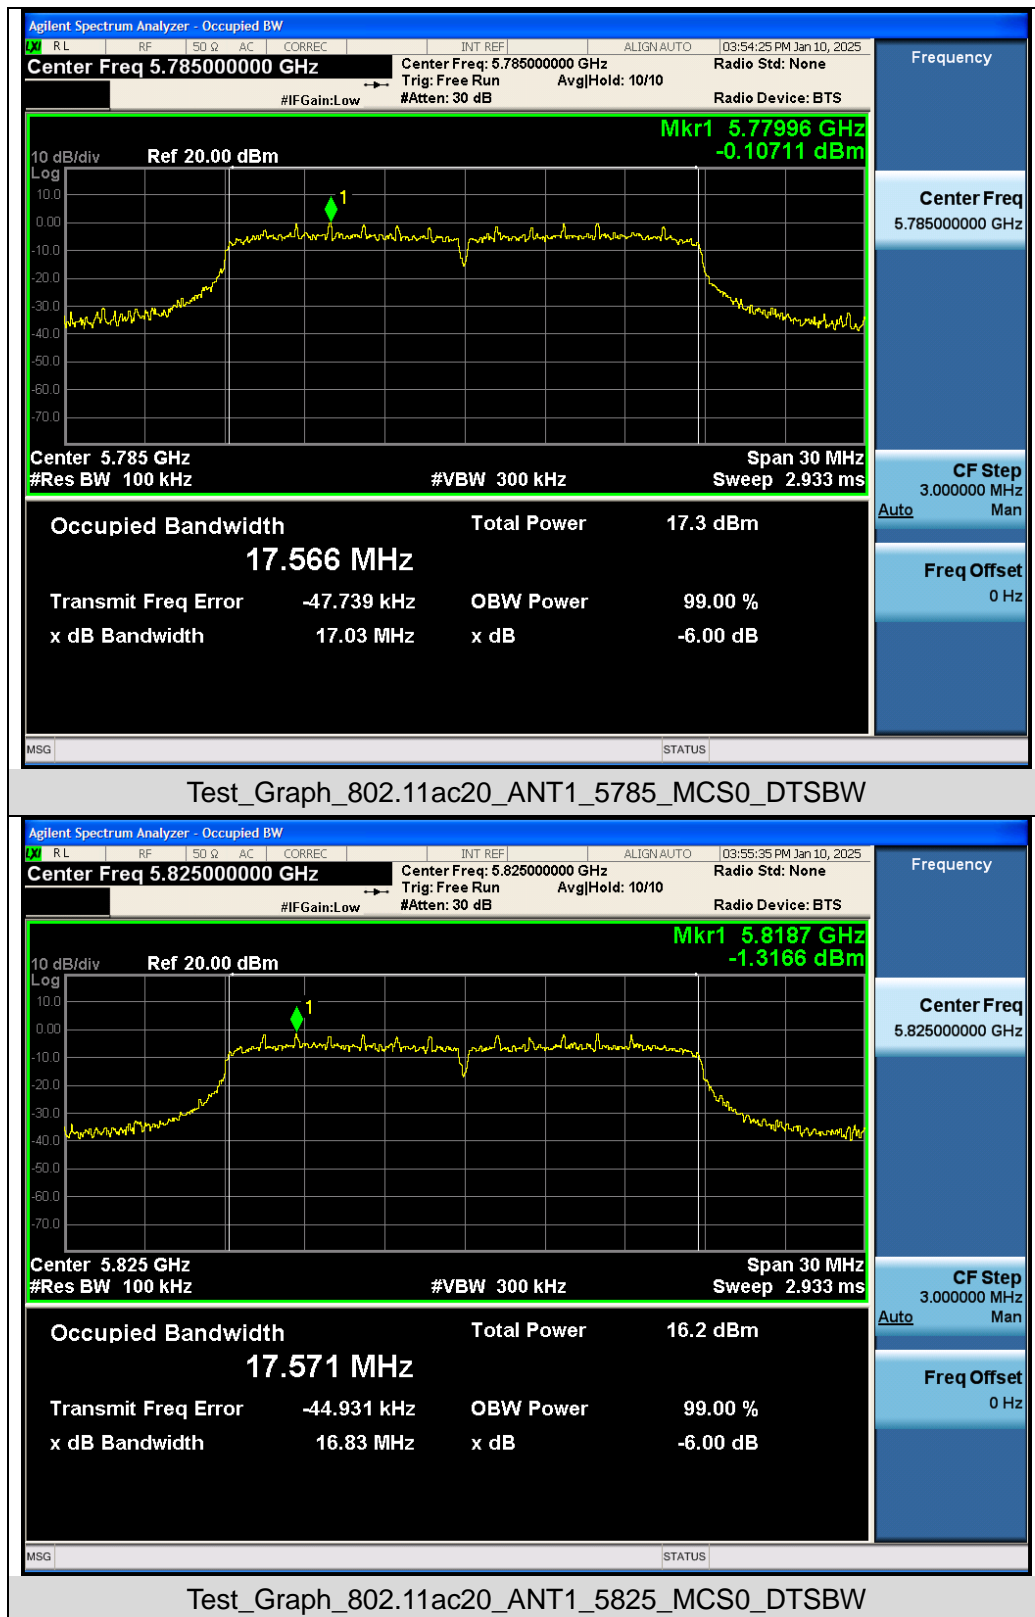 Agilent Spectrum Analyzer - Occupied BW
LXI RL RF 50 Ω AC CORREC INT REF ALIGN AUTO 03:54:25 PM Jan 10, 2025
Center Freq 5.785000000 GHz
Center Freq: 5.785000000 GHz Radio Std: None
Trig: Free Run Avg|Hold: 10/10
#IFGain:Low #Atten: 30 dB Radio Device: BTS
Frequency
Mkr1 5.77996 GHz
-0.10711 dBm
10 dB/div Ref 20.00 dBm
Log
10.0
0.00
-10.0
-20.0
-30.0
-40.0
-50.0
-60.0
-70.0
1
Center 5.785 GHz Span 30 MHz
#Res BW 100 kHz #VBW 300 kHz Sweep 2.933 ms
Center Freq
5.785000000 GHz
CF Step
3.000000 MHz
Auto Man
Freq Offset
0 Hz
Occupied Bandwidth Total Power 17.3 dBm
17.566 MHz
Transmit Freq Error -47.739 kHz OBW Power 99.00 %
x dB Bandwidth 17.03 MHz x dB -6.00 dB
MSG STATUS
Test_Graph_802.11ac20_ANT1_5785_MCS0_DTSBW
Agilent Spectrum Analyzer - Occupied BW
LXI RL RF 50 Ω AC CORREC INT REF ALIGN AUTO 03:55:35 PM Jan 10, 2025
Center Freq 5.825000000 GHz
Center Freq: 5.825000000 GHz Radio Std: None
Trig: Free Run Avg|Hold: 10/10
#IFGain:Low #Atten: 30 dB Radio Device: BTS
Frequency
Mkr1 5.8187 GHz
-1.3166 dBm
10 dB/div Ref 20.00 dBm
Log
10.0
0.00
-10.0
-20.0
-30.0
-40.0
-50.0
-60.0
-70.0
1
Center 5.825 GHz Span 30 MHz
#Res BW 100 kHz #VBW 300 kHz Sweep 2.933 ms
Center Freq
5.825000000 GHz
CF Step
3.000000 MHz
Auto Man
Freq Offset
0 Hz
Occupied Bandwidth Total Power 16.2 dBm
17.571 MHz
Transmit Freq Error -44.931 kHz OBW Power 99.00 %
x dB Bandwidth 16.83 MHz x dB -6.00 dB
MSG STATUS
Test_Graph_802.11ac20_ANT1_5825_MCS0_DTSBW